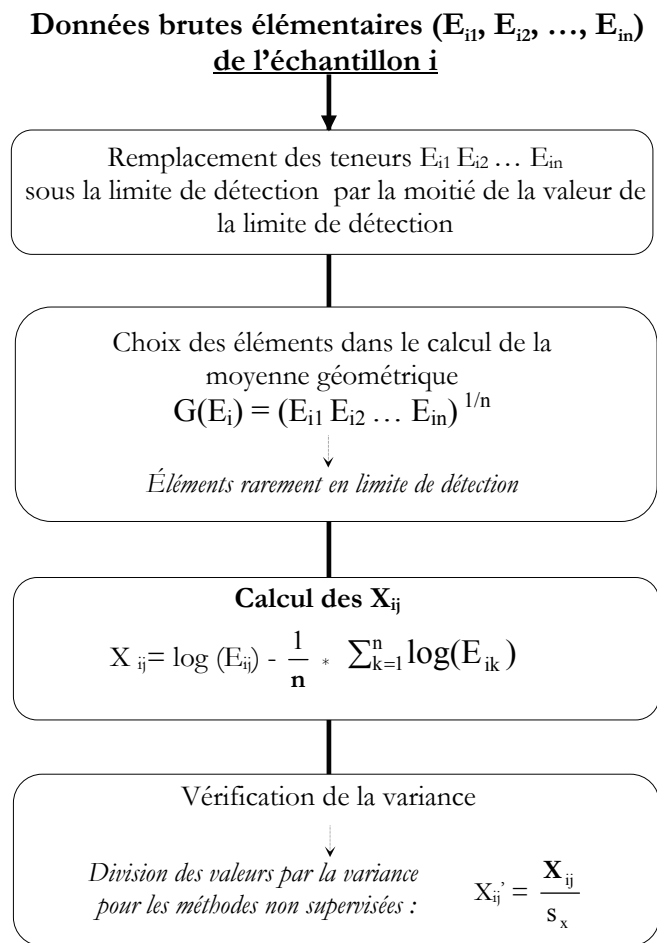 Données brutes élémentaires (Ei1, Ei2, …, Ein)
de l’échantillon i
Remplacement des teneurs Ei1 Ei2 … Ein
sous la limite de détection par la moitié de la valeur de
la limite de détection
Choix des éléments dans le calcul de la
moyenne géométrique
G(Ei) = (Ei1 Ei2 … Ein) 1/n
Éléments rarement en limite de détection
Calcul des Xij
X ij= log (Eij) - 1/n * ∑k=1n log(Eik)
Vérification de la variance
Division des valeurs par la variance
pour les méthodes non supervisées :
Xij’ = Xij / sx